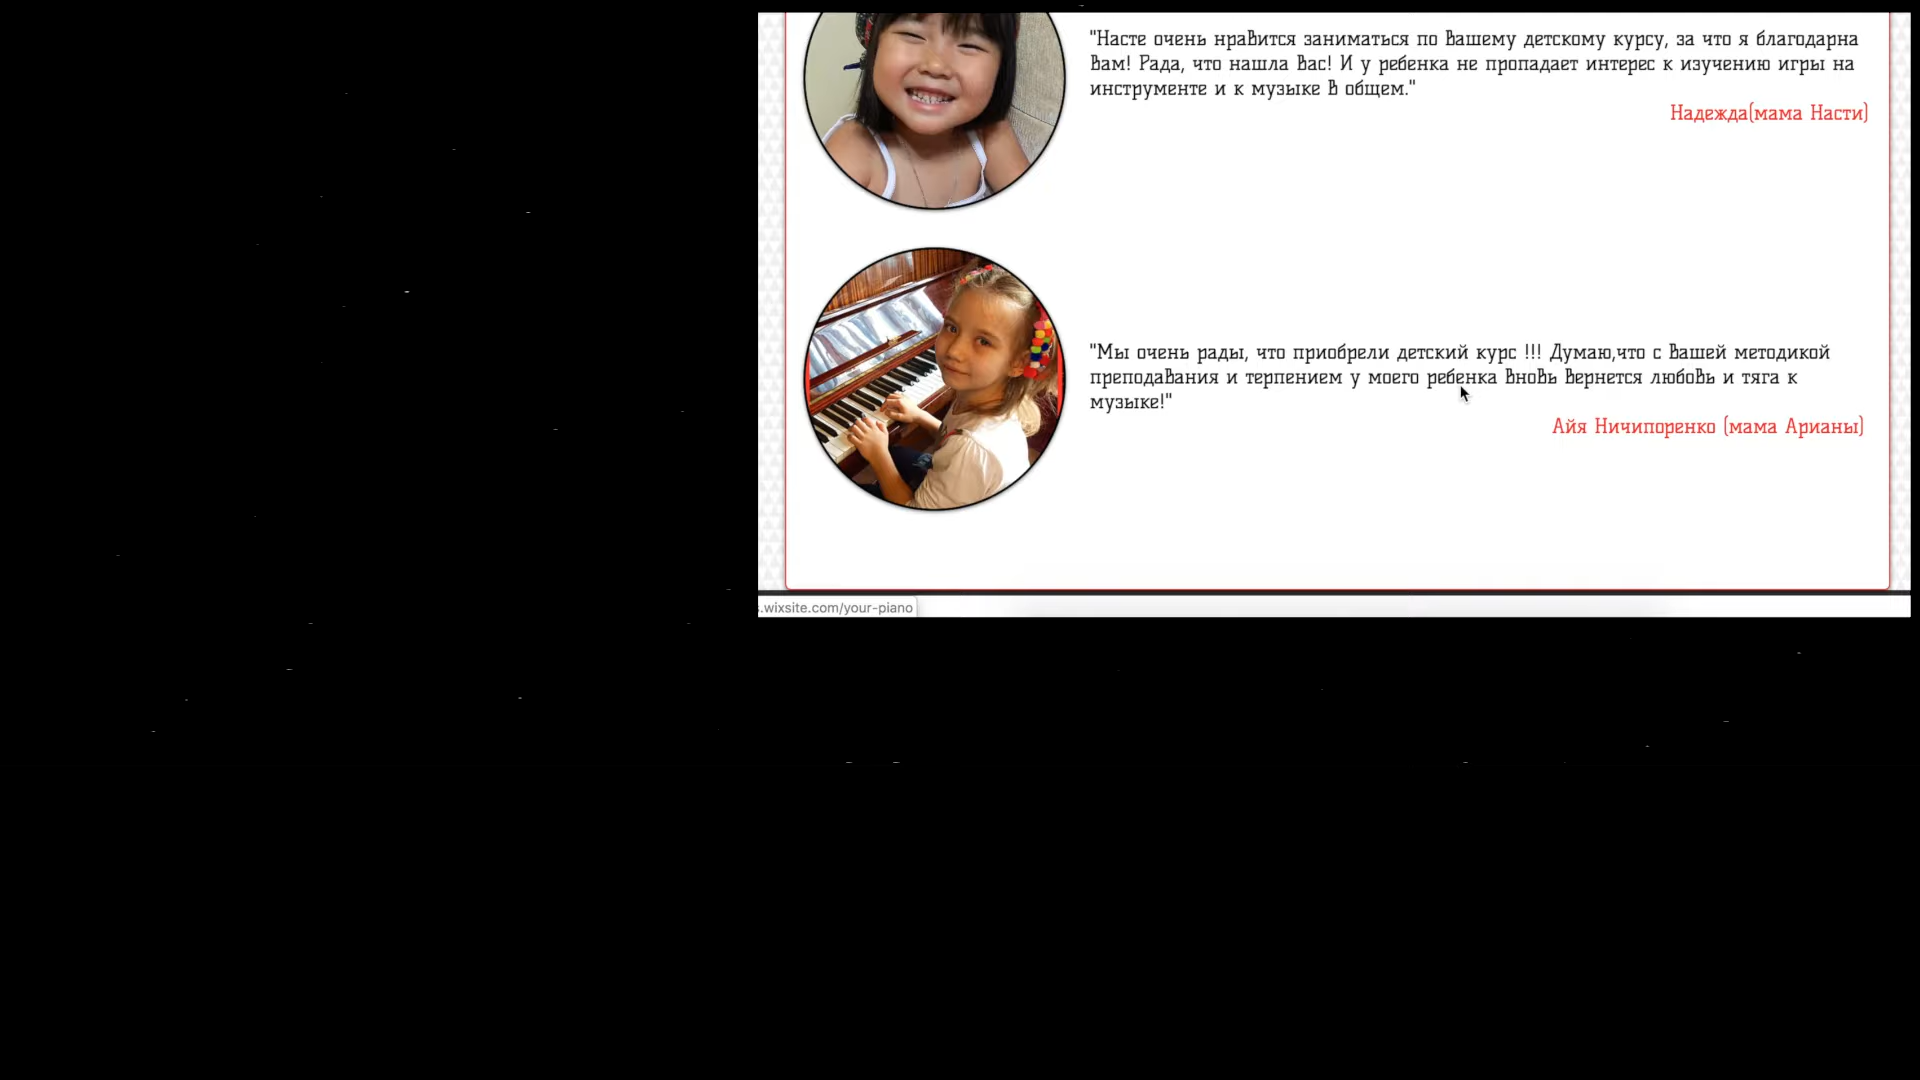 "Насте очень нравится заниматься по Вашему детскому курсу, за что я благодарна
Вам! Рада, что нашла Вас! И у ребенка не пропадает интерес к изучению игры на
инструменте и к музыке в общем."
Надежда(мама Насти)
"Мы очень рады, что приобрели детский курс !!! Думаю,что с Вашей методикой
преподавания и терпением у моего ребенка вновь вернется любовь и тяга к
музыке!"
Айя Ничипоренко (мама Арианы)
s.wixsite.com/your-piano